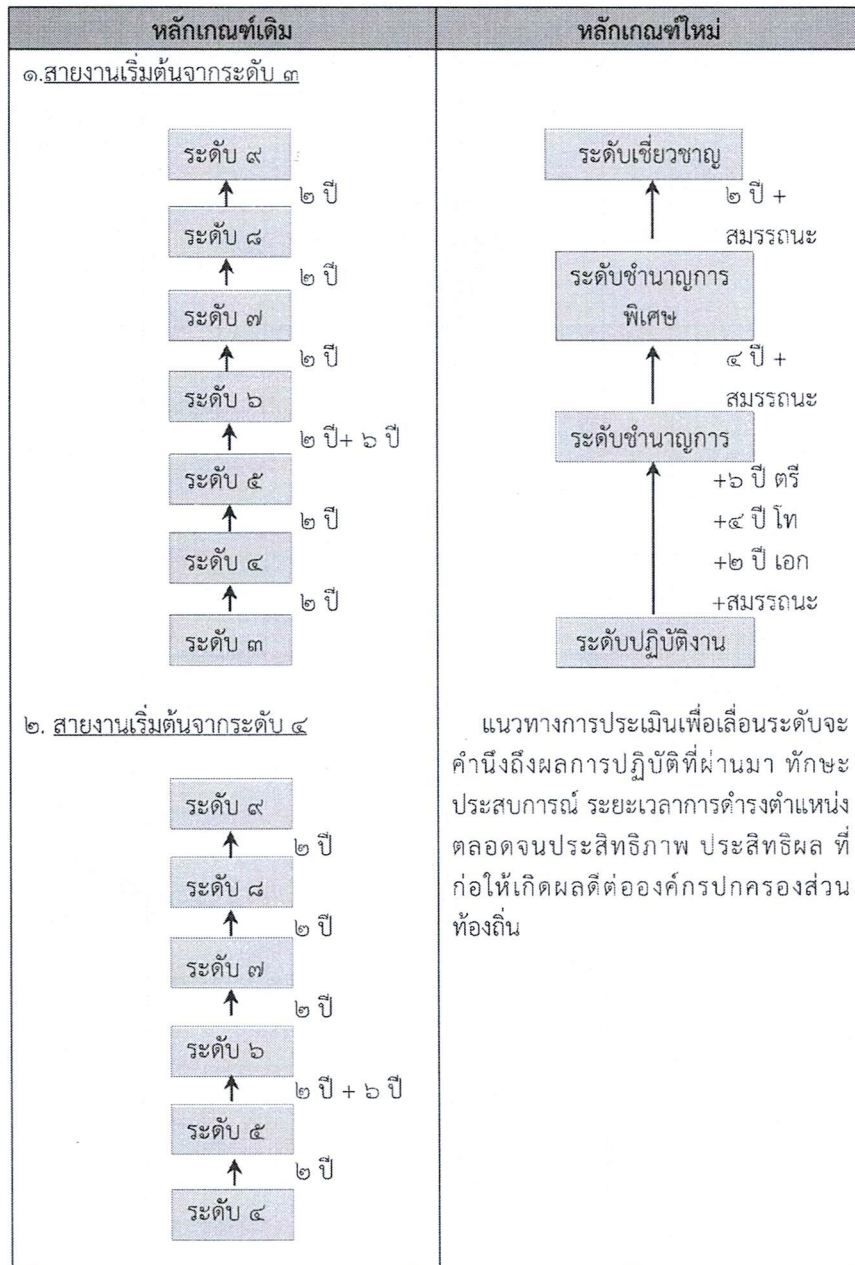 หลักเกณฑ์เดิม
หลักเกณฑ์ใหม่
๑.สายงานเริ่มต้นจากระดับ ๓
ระดับ ๙
๒ ปี
ระดับ ๘
๒ ปี
ระดับ ๗
๒ ปี
ระดับ ๖
๒ ปี+ ๖ ปี
ระดับ ๕
๒ ปี
ระดับ ๔
๒ ปี
ระดับ ๓
๒. สายงานเริ่มต้นจากระดับ ๔
ระดับ ๙
๒ ปี
ระดับ ๘
๒ ปี
ระดับ ๗
๒ ปี
ระดับ ๖
๒ ปี + ๖ ปี
ระดับ ๕
๒ ปี
ระดับ ๔
ระดับเชี่ยวชาญ
๒ ปี +
สมรรถนะ
ระดับชำนาญการ
พิเศษ
๔ ปี +
สมรรถนะ
ระดับชำนาญการ
+๖ ปี ตรี
+๔ ปี โท
+๒ ปี เอก
+สมรรถนะ
ระดับปฏิบัติงาน
แนวทางการประเมินเพื่อเลื่อนระดับจะ
คำนึงถึงผลการปฏิบัติที่ผ่านมา ทักษะ
ประสบการณ์ ระยะเวลาการดำรงตำแหน่ง
ตลอดจนประสิทธิภาพ ประสิทธิผล ที่
ก่อให้เกิดผลดีต่อองค์กรปกครองส่วน
ท้องถิ่น